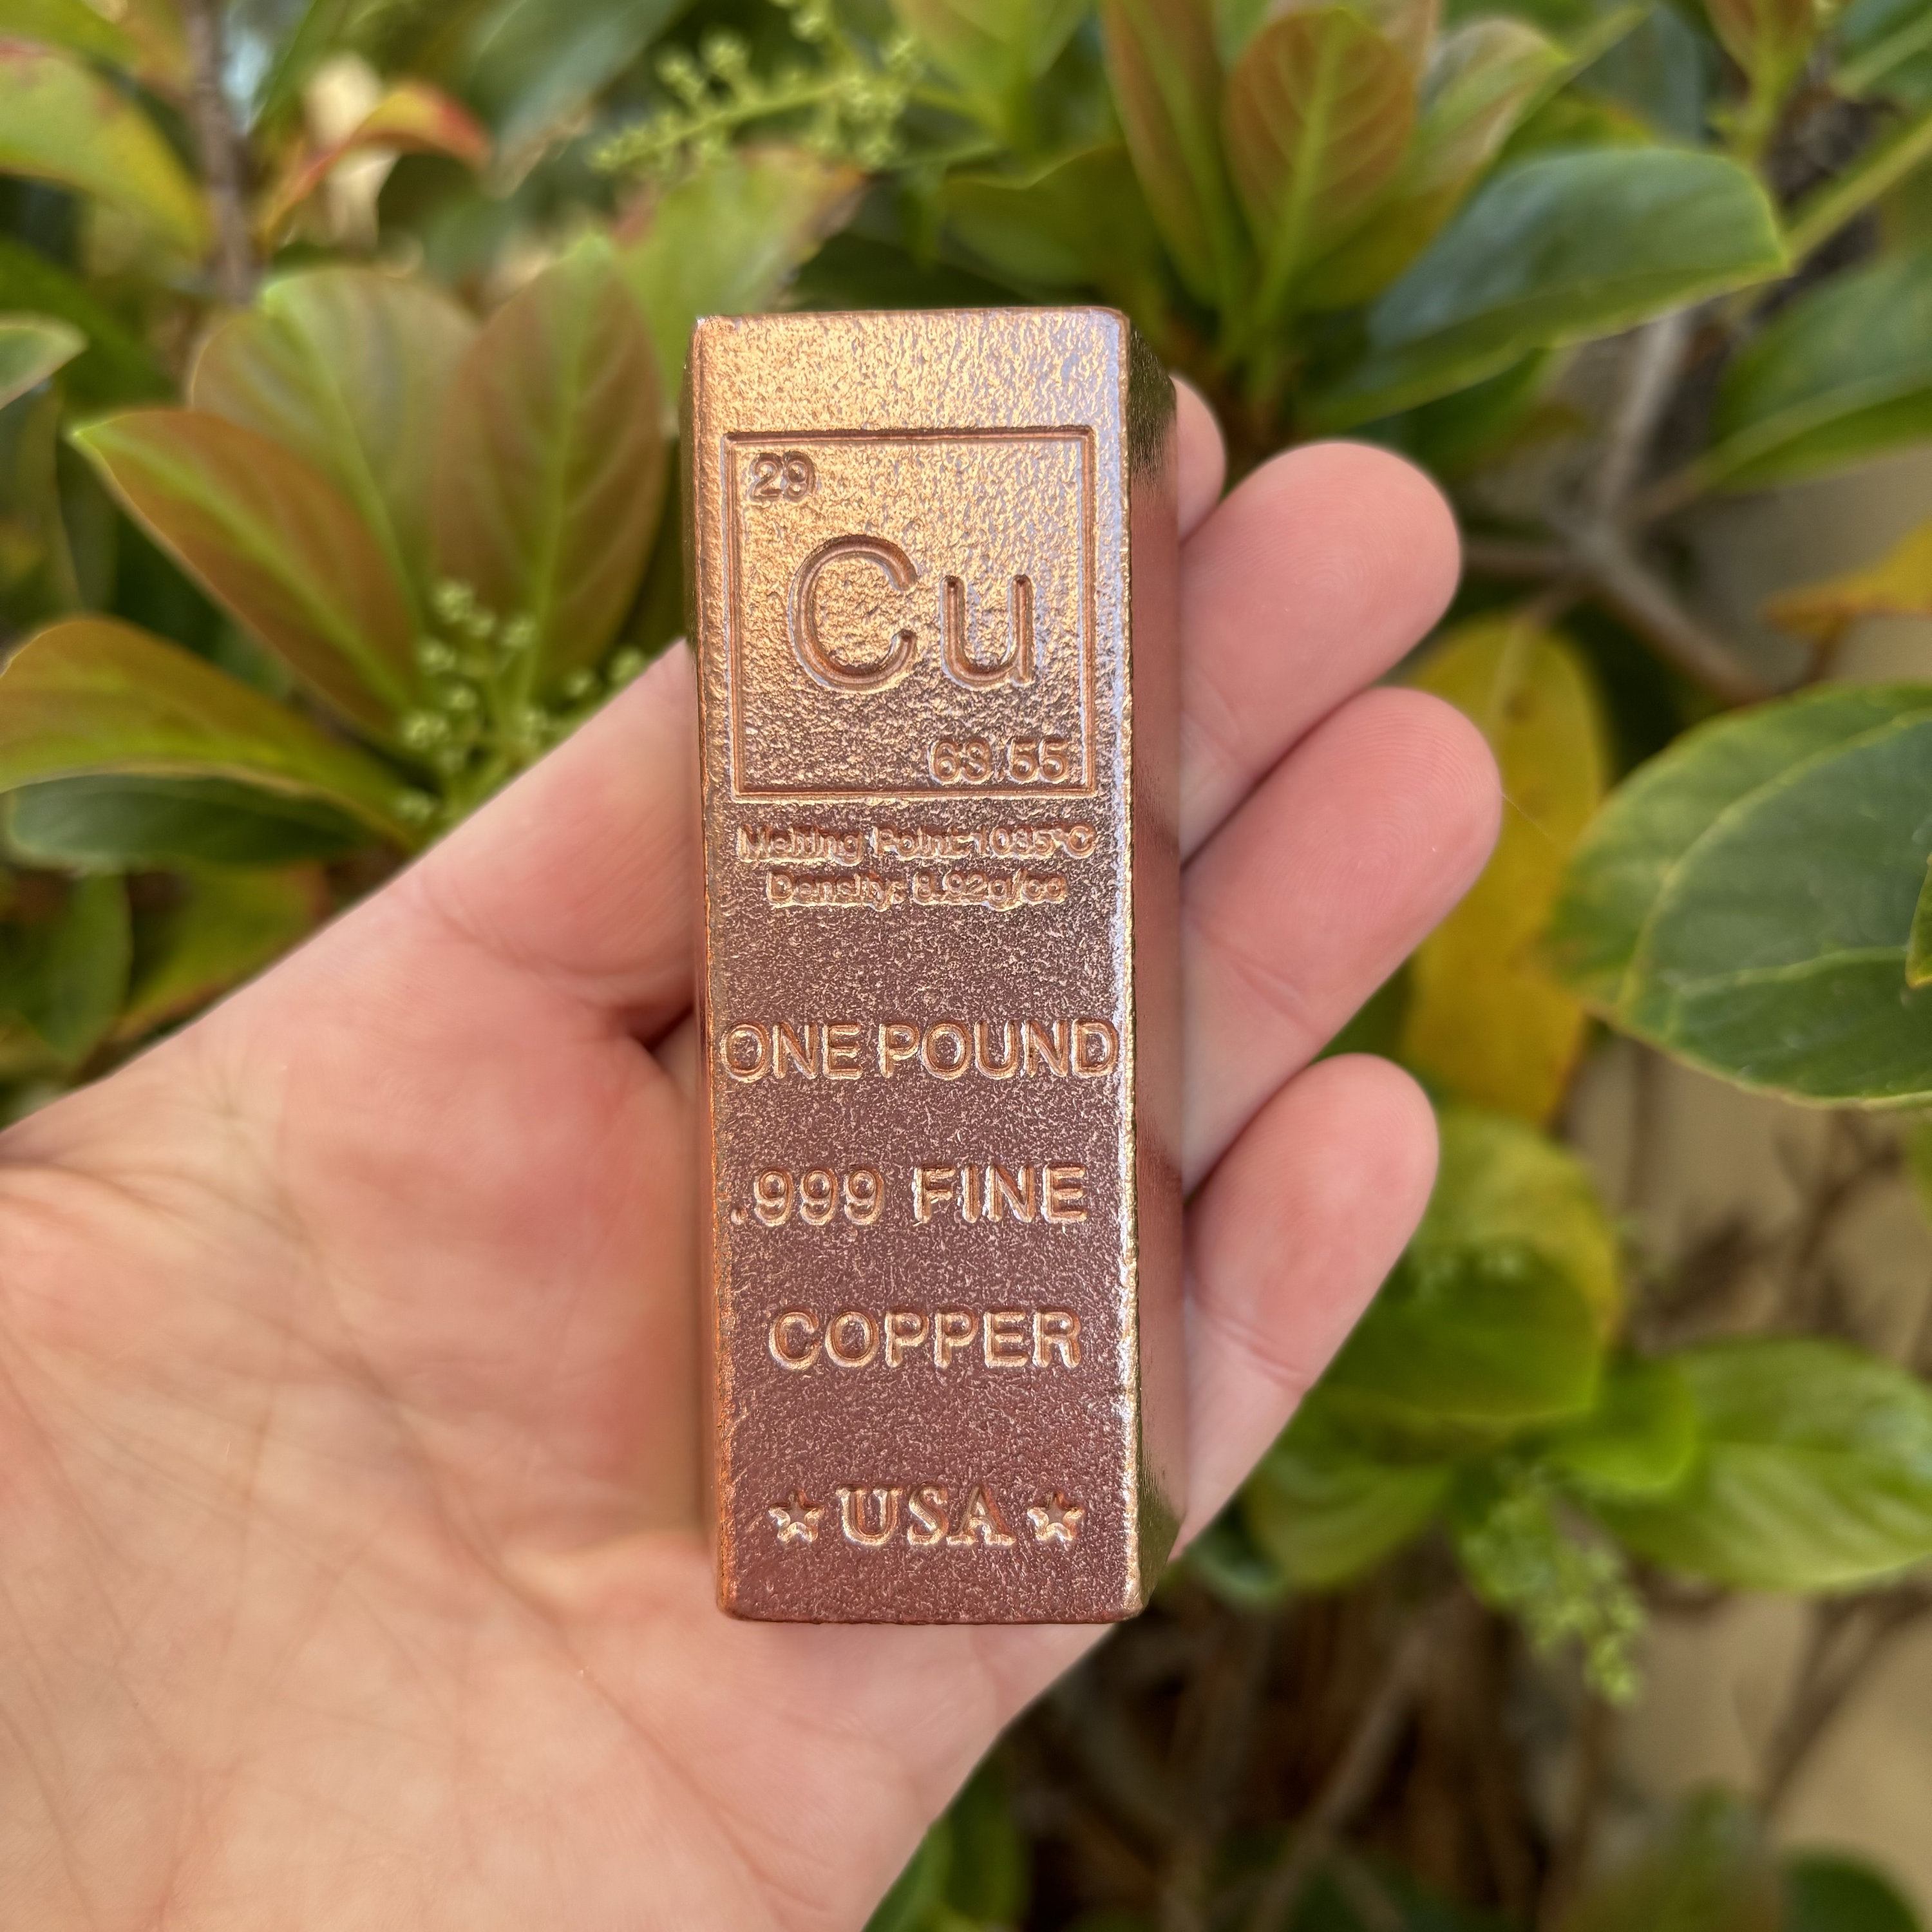 29
Cu
63.55
Melting Point: 1085°C
Density: 8.92g/cc
ONE POUND
.999 FINE
COPPER
USA